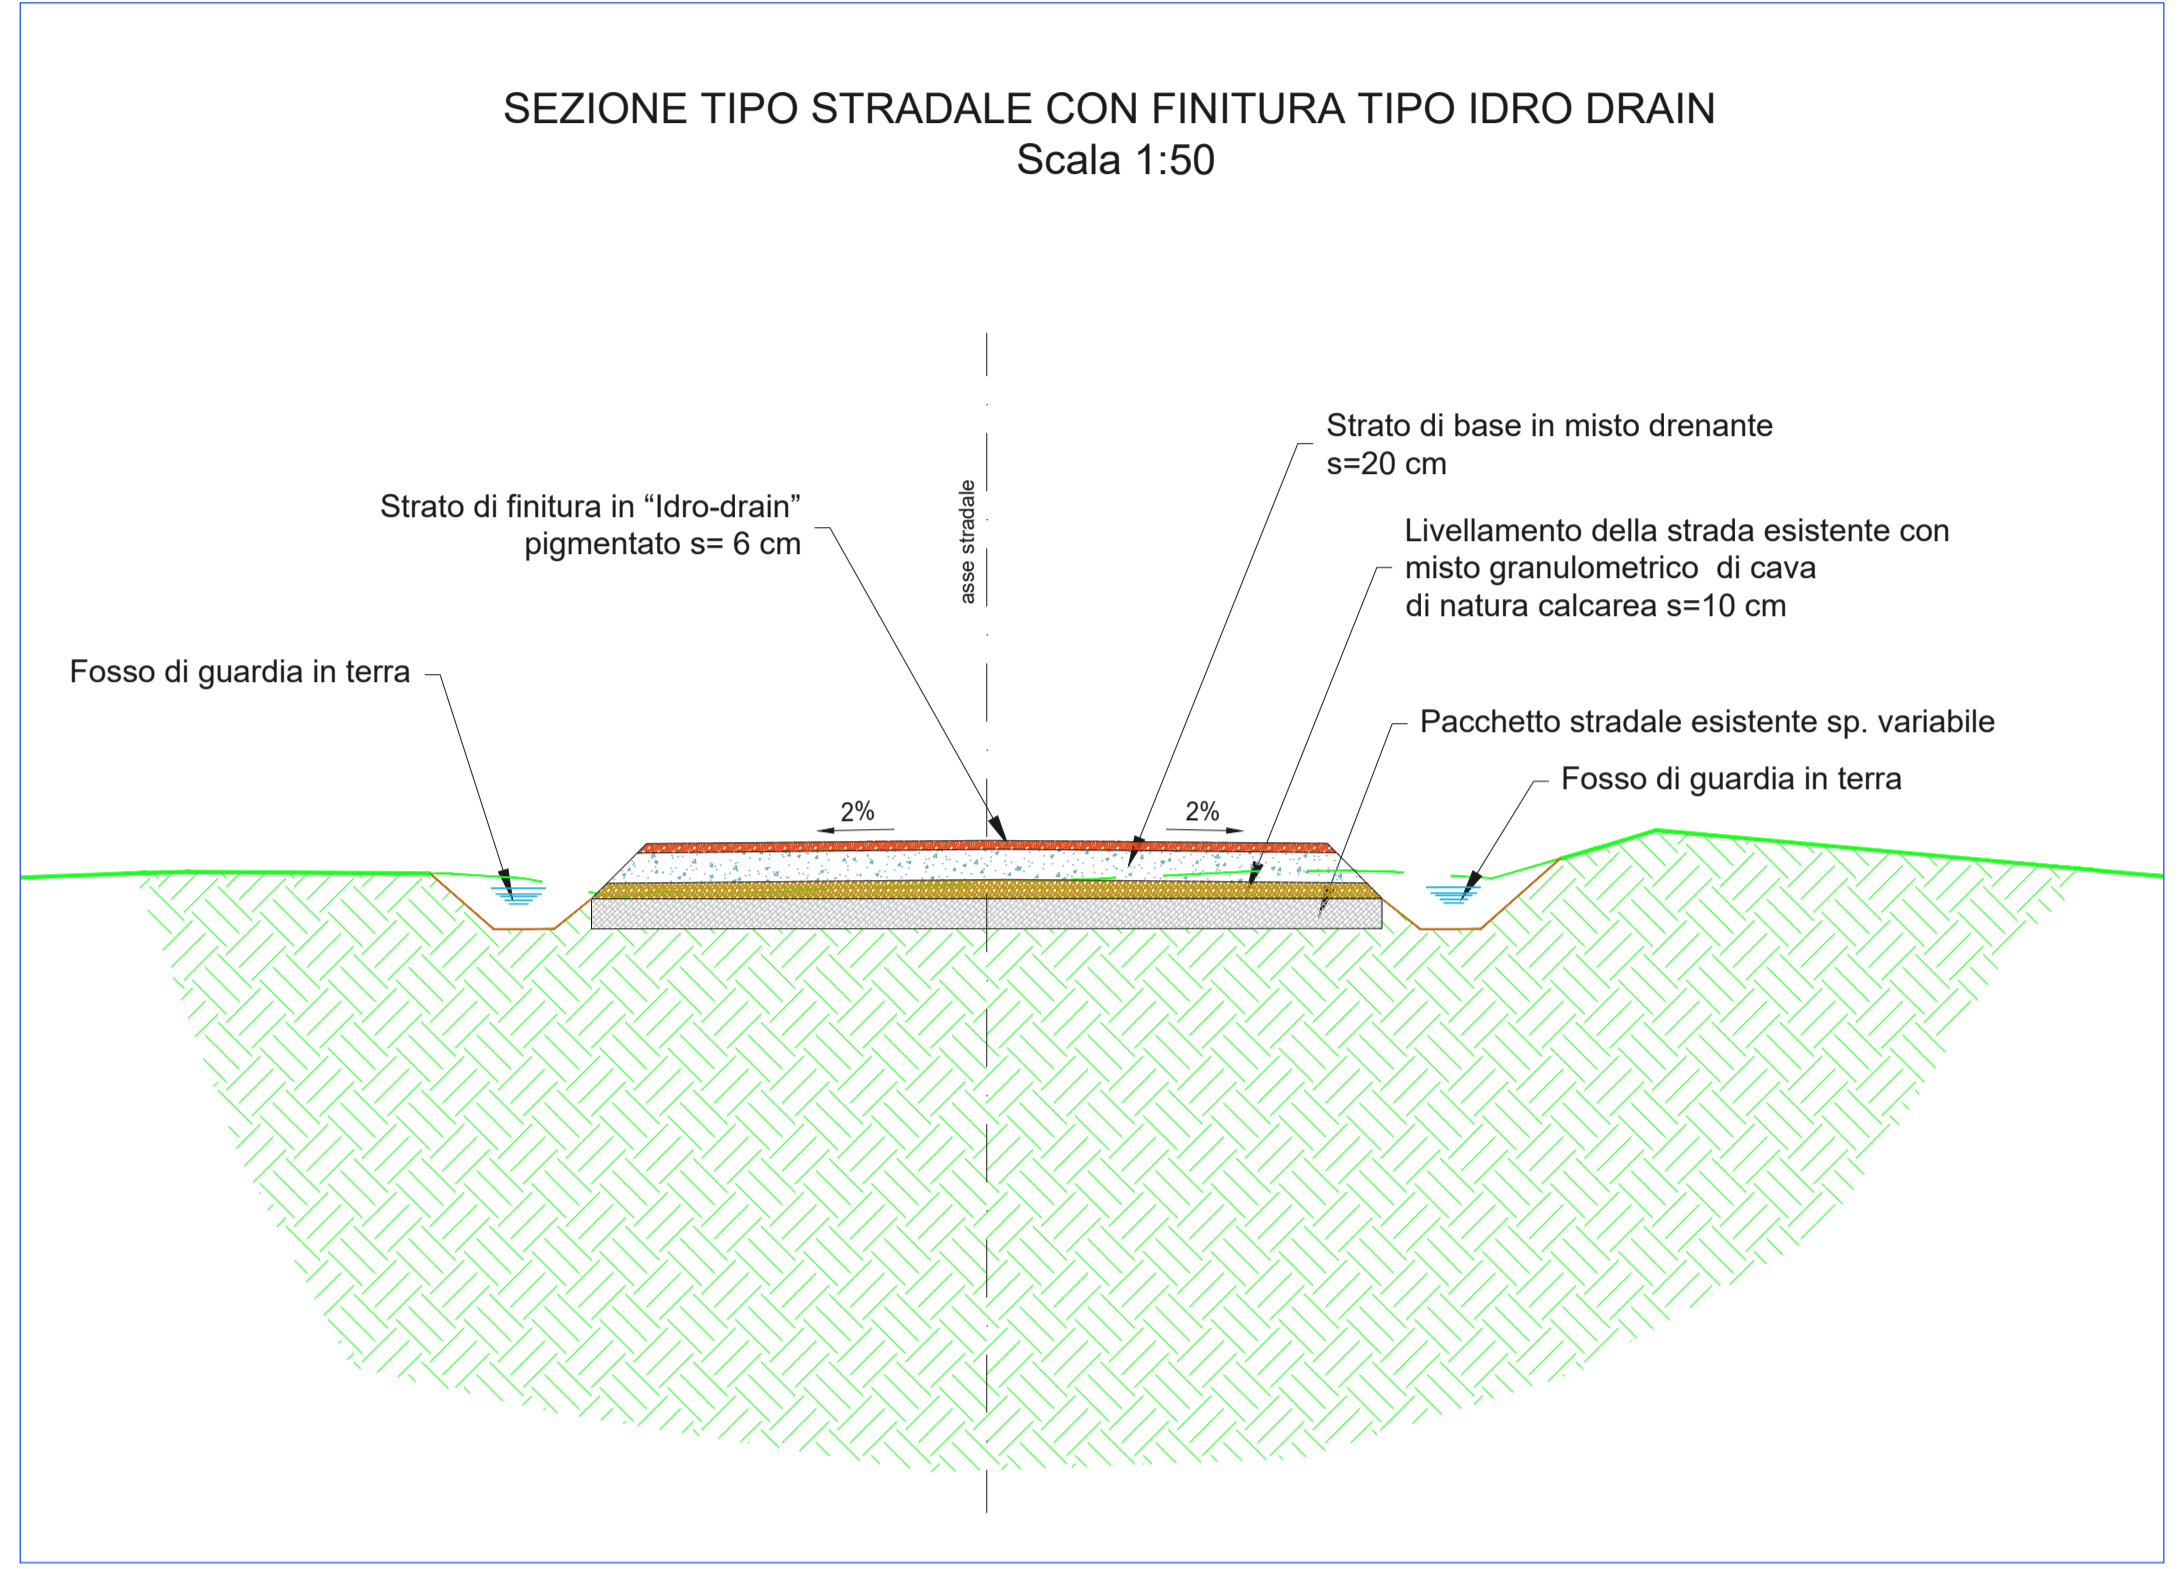 SEZIONE TIPO STRADALE CON FINITURA TIPO IDRO DRAIN
Scala 1:50
Strato di base in misto drenante
s=20 cm
Strato di finitura in “Idro-drain”
pigmentato s= 6 cm
asse stradale
Livellamento della strada esistente con
misto granulometrico  di cava
di natura calcarea s=10 cm
Fosso di guardia in terra
Pacchetto stradale esistente sp. variabile
Fosso di guardia in terra
2%
2%